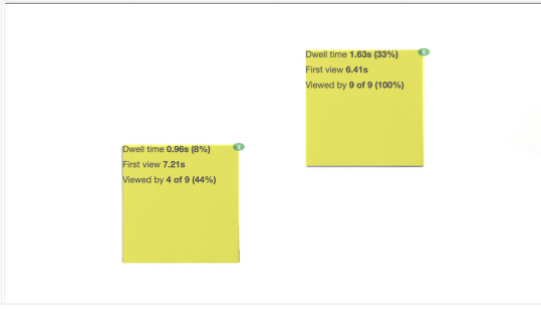 Dwell time 1.63s (33%)
First view 6.41s
Viewed by 9 of 9 (100%)
Dwell time 0.96s (8%)
First view 7.21s
Viewed by 4 of 9 (44%)